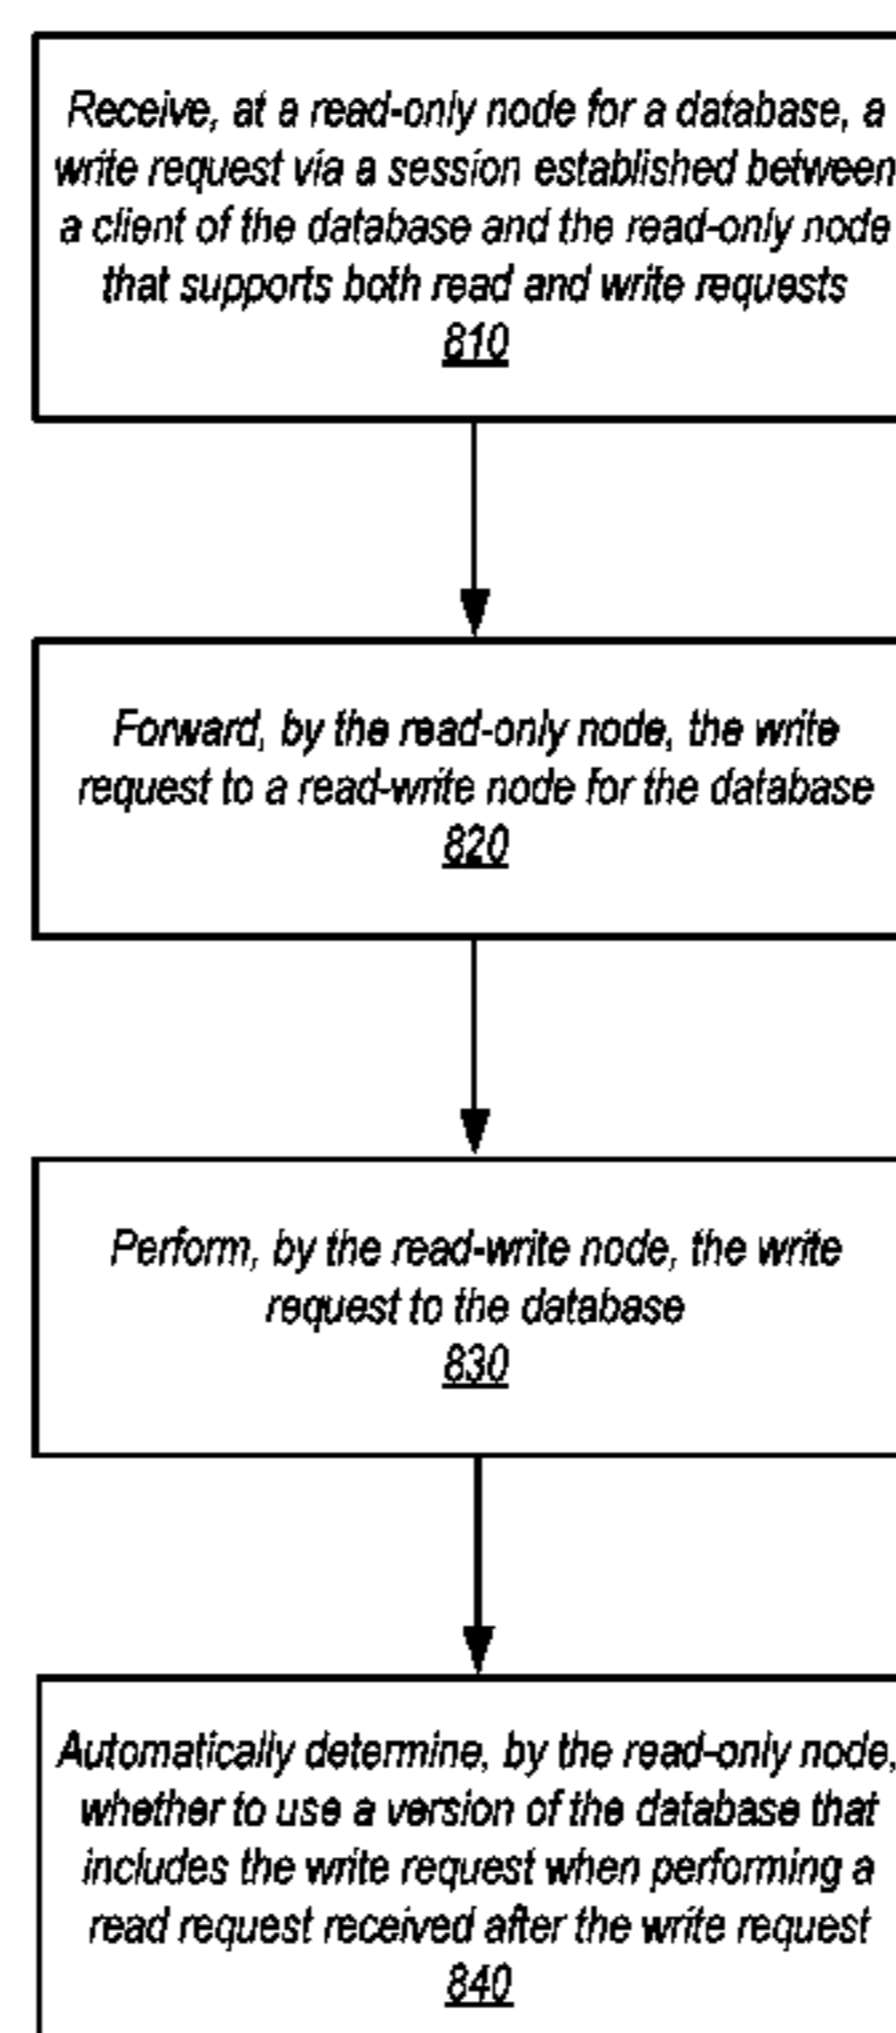 Receive, at a read-only node for a database, a
write request via a session established between
a client of the database and the read-only node
that supports both read and write requests
810
Forward, by the read-only node, the write
request to a read-write node for the database
820
Perform, by the read-write node, the write
request to the database
830
Automatically determine, by the read-only node,
whether to use a version of the database that
includes the write request when performing a
read request received after the write request
840